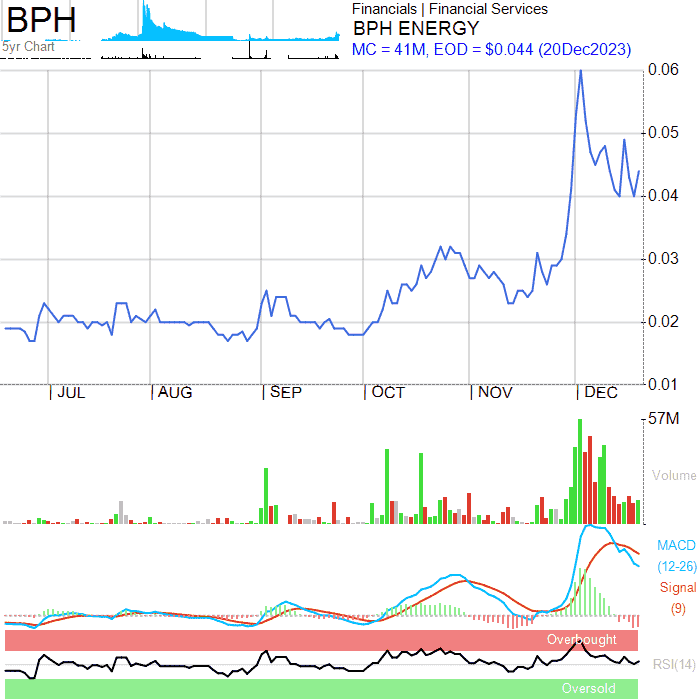 BPH
5yr Chart
Financials | Financial Services
BPH ENERGY
MC = 41M, EOD = $0.044 (20Dec2023)
0.06
0.05
0.04
0.03
0.02
0.01
JUL AUG SEP OCT NOV DEC
57M
Volume
MACD
(12-26)
Signal
(9)
Overbought
RSI(14)
Oversold